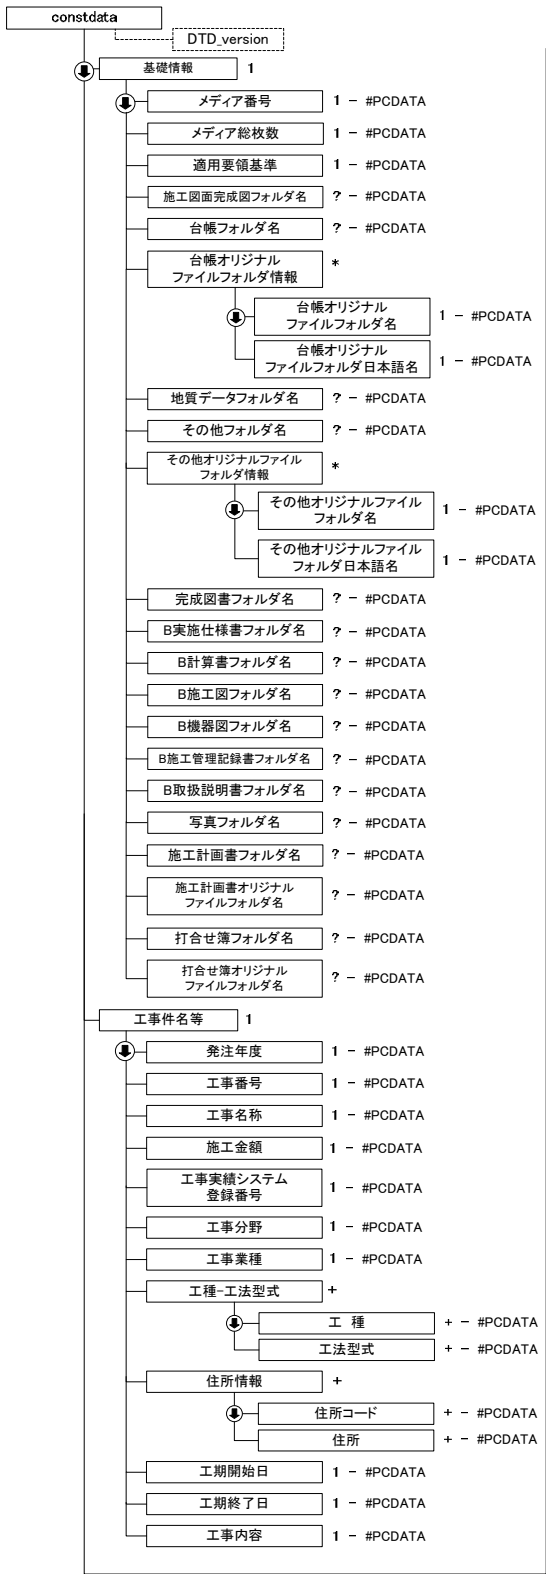 constdata
DTD_version
基礎情報 1
メディア番号 1 - #PCDATA
メディア総枚数 1 - #PCDATA
適用要領基準 1 - #PCDATA
施工図面完成図フォルダ名 ? - #PCDATA
台帳フォルダ名 ? - #PCDATA
台帳オリジナル
ファイルフォルダ情報 *
台帳オリジナル
ファイルフォルダ名 1 - #PCDATA
台帳オリジナル
ファイルフォルダ日本語名 1 - #PCDATA
地質データフォルダ名 ? - #PCDATA
その他フォルダ名 ? - #PCDATA
その他オリジナルファイル
フォルダ情報 *
その他オリジナルファイル
フォルダ名 1 - #PCDATA
その他オリジナルファイル
フォルダ日本語名 1 - #PCDATA
完成図書フォルダ名 ? - #PCDATA
B実施仕様書フォルダ名 ? - #PCDATA
B計算書フォルダ名 ? - #PCDATA
B施工図フォルダ名 ? - #PCDATA
B機器図フォルダ名 ? - #PCDATA
B施工管理記録書フォルダ名 ? - #PCDATA
B取扱説明書フォルダ名 ? - #PCDATA
写真フォルダ名 ? - #PCDATA
施工計画書フォルダ名 ? - #PCDATA
施工計画書オリジナル
ファイルフォルダ名 ? - #PCDATA
打合せ簿フォルダ名 ? - #PCDATA
打合せ簿オリジナル
ファイルフォルダ名 ? - #PCDATA
工事件名等 1
発注年度 1 - #PCDATA
工事番号 1 - #PCDATA
工事名称 1 - #PCDATA
施工金額 1 - #PCDATA
工事実績システム
登録番号 1 - #PCDATA
工事分野 1 - #PCDATA
工事業種 1 - #PCDATA
工種-工法型式 +
工 種 + - #PCDATA
工法型式 + - #PCDATA
住所情報 +
住所コード + - #PCDATA
住所 + - #PCDATA
工期開始日 1 - #PCDATA
工期終了日 1 - #PCDATA
工事内容 1 - #PCDATA